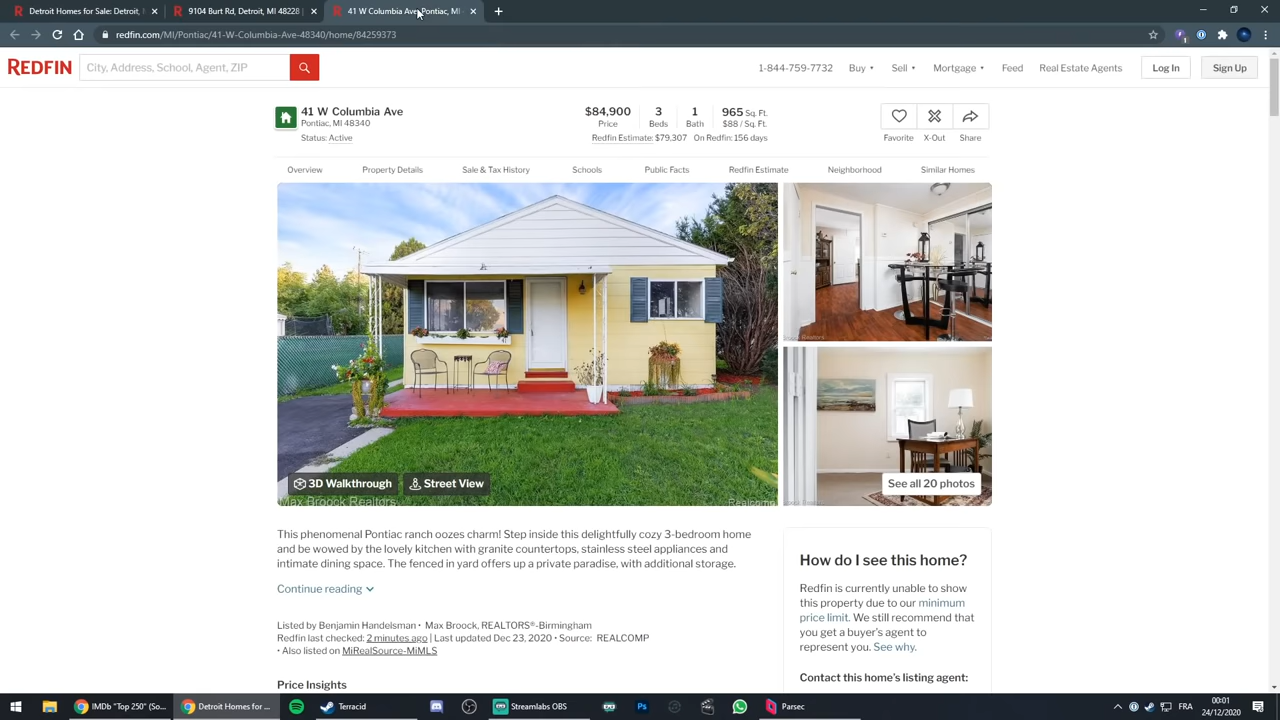 Detroit Homes for Sale: Detroit
9104 Burt Rd, Detroit, MI 48228
41 W Columbia Ave, Pontiac, MI
redfin.com/MI/Pontiac/41-W-Columbia-Ave-48340/home/84259373
REDFIN
City, Address, School, Agent, ZIP
1-844-759-7732
Buy
Sell
Mortgage
Feed
Real Estate Agents
Log In
Sign Up
41 W Columbia Ave
Pontiac, MI 48340
Status: Active
$84,900
Price
3
Beds
1
Bath
965 Sq. Ft.
$88 / Sq. Ft.
Redfin Estimate: $79,307 On Redfin: 156 days
Favorite
X-Out
Share
Overview
Property Details
Sale & Tax History
Schools
Public Facts
Redfin Estimate
Neighborhood
Similar Homes
3D Walkthrough
Street View
Max Broock Realtors
Realcomp
See all 20 photos
This phenomenal Pontiac ranch oozes charm! Step inside this delightfully cozy 3-bedroom home
and be wowed by the lovely kitchen with granite countertops, stainless steel appliances and
intimate dining space. The fenced in yard offers up a private paradise, with additional storage.
Continue reading
Listed by Benjamin Handelsman • Max Broock, REALTORS®-Birmingham
Redfin last checked: 2 minutes ago | Last updated Dec 23, 2020 • Source: REALCOMP
• Also listed on MiRealSource-MiMLS
Price Insights
How do I see this home?
Redfin is currently unable to show
this property due to our minimum
price limit. We still recommend that
you get a buyer's agent to
represent you. See why.
Contact this home's listing agent:
IMDb "Top 250" (So...
Detroit Homes for ...
Teracid
Streamlabs OBS
Parsec
FRA
00:01
24/12/2020